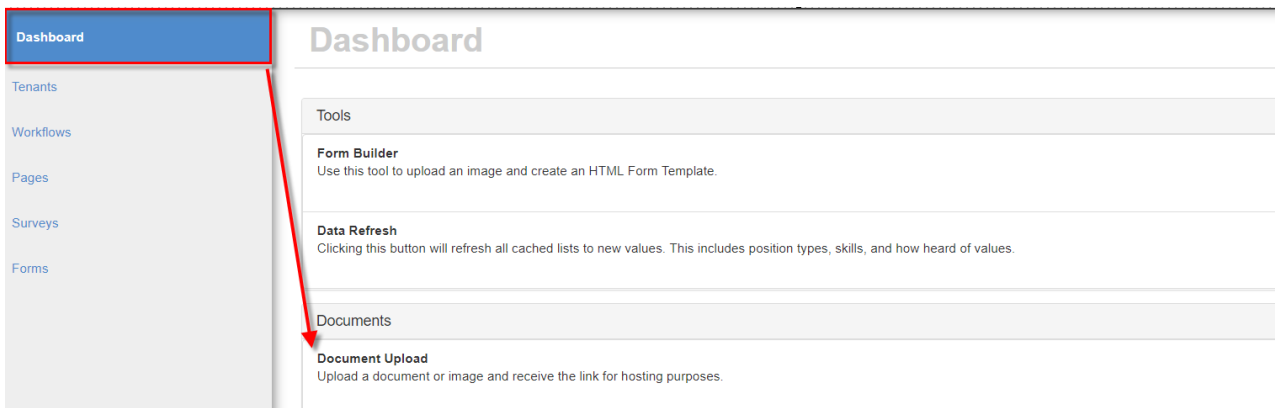 Dashboard
Tenants
Workflows
Pages
Surveys
Forms
Dashboard
Tools
Form Builder
Use this tool to upload an image and create an HTML Form Template.
Data Refresh
Clicking this button will refresh all cached lists to new values. This includes position types, skills, and how heard of values.
Documents
Document Upload
Upload a document or image and receive the link for hosting purposes.